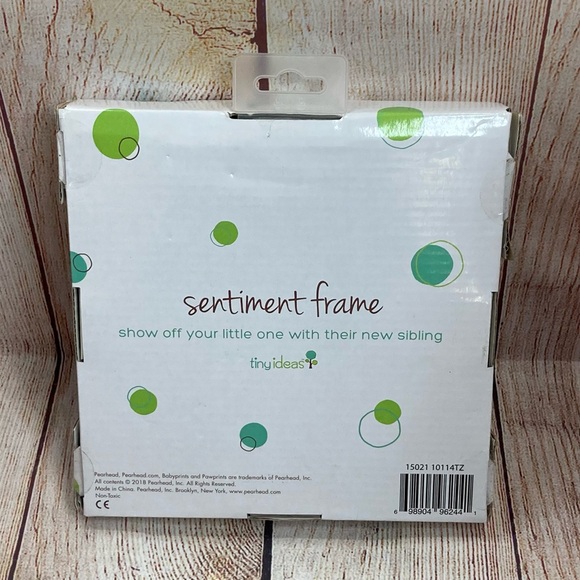 sentiment frame
show off your little one with their new sibling
tiny ideas
Pearhead, Pearhead.com, Babyprints and Pawprints are trademarks of Pearhead, Inc.
All contents © 2018 Pearhead, Inc. All Rights Reserved.
Made in China. Pearhead, Inc. Brooklyn, New York, www.pearhead.com
Non-Toxic
CE
15021 10114TZ
6 98904 96244 1